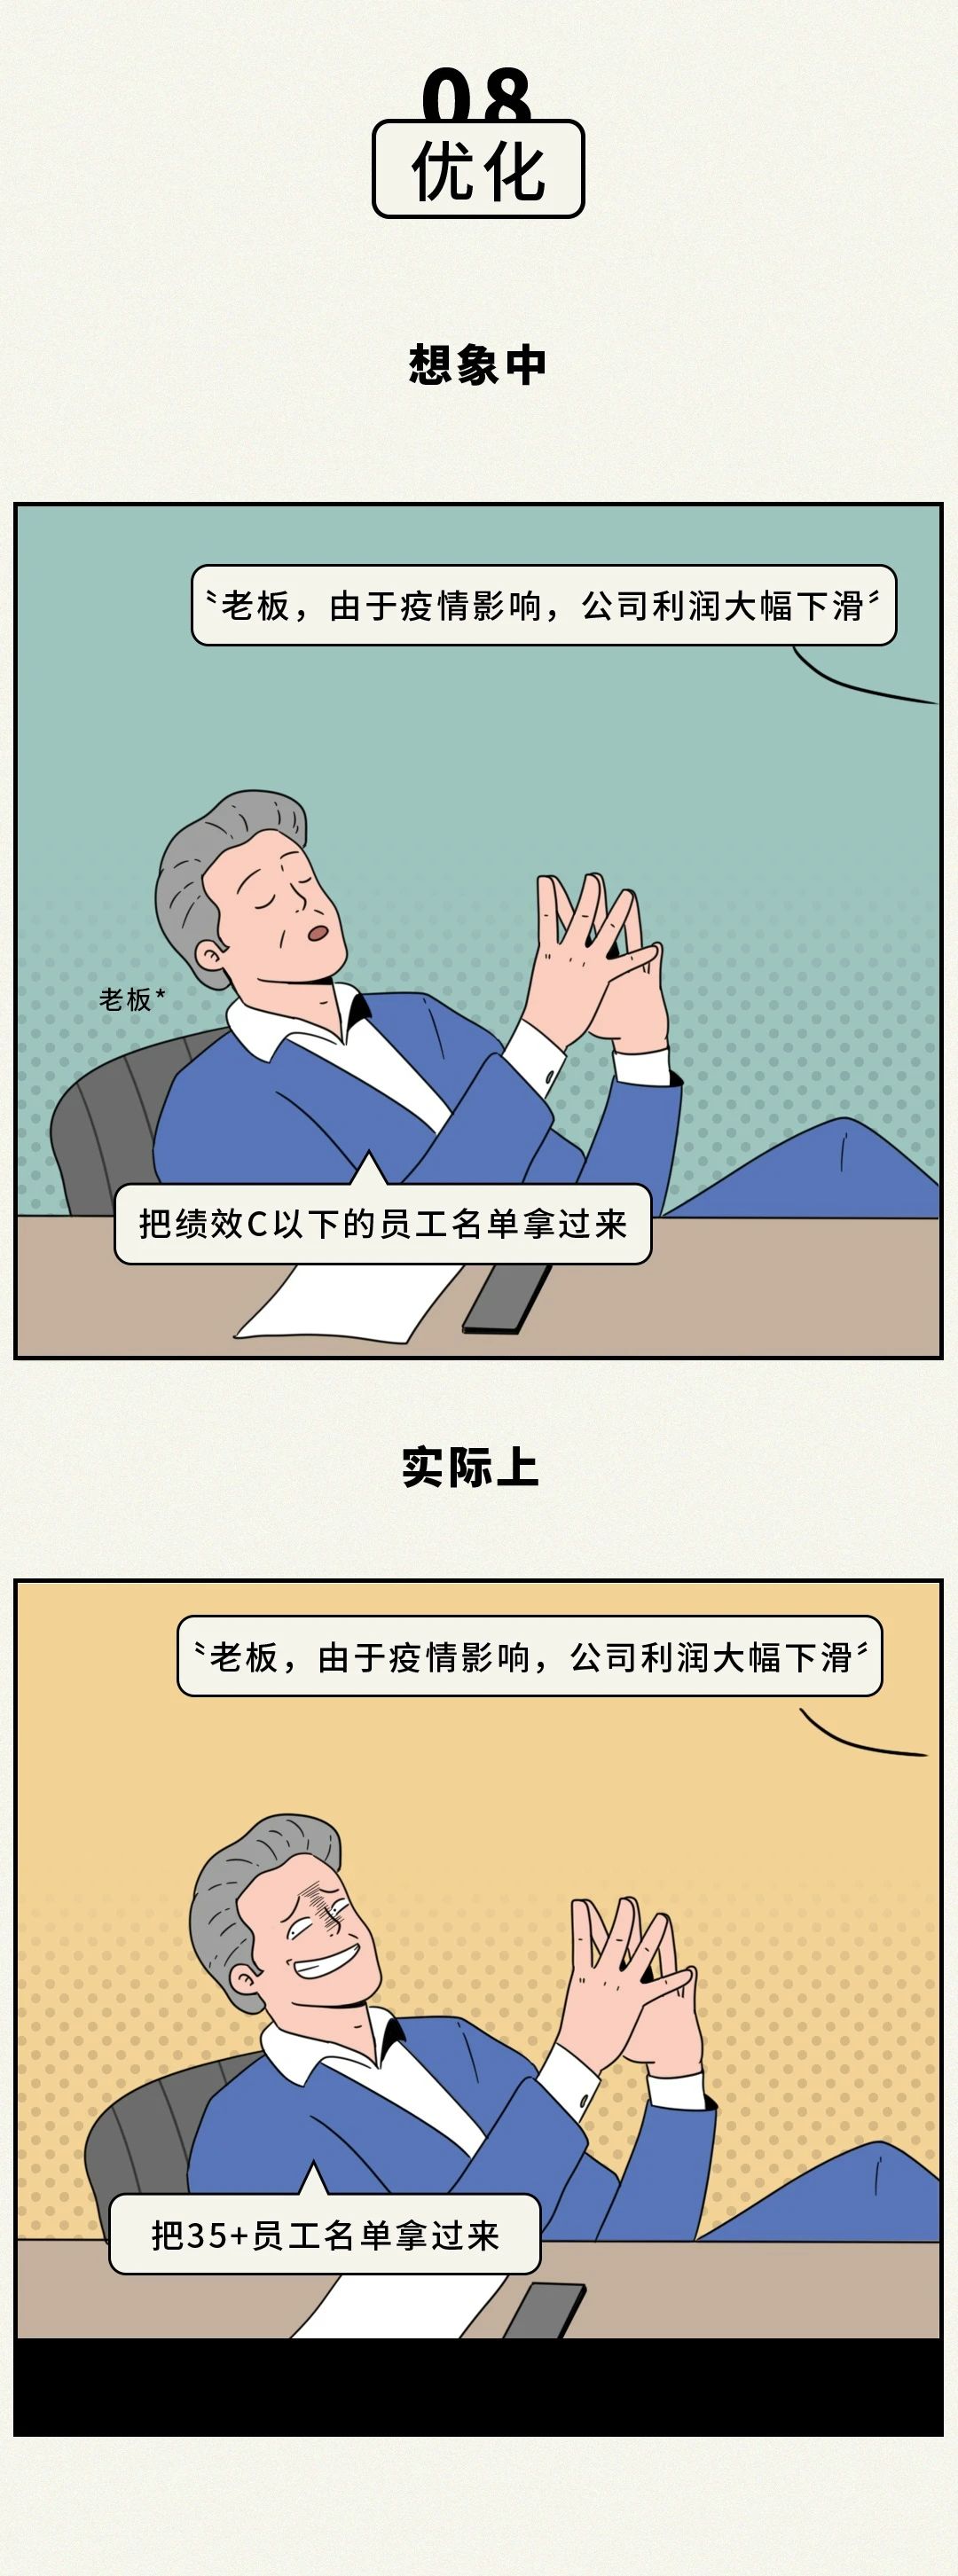 08
优化
想象中
〝老板，由于疫情影响，公司利润大幅下滑〞
老板*
把绩效C以下的员工名单拿过来
实际上
〝老板，由于疫情影响，公司利润大幅下滑〞
把35+员工名单拿过来